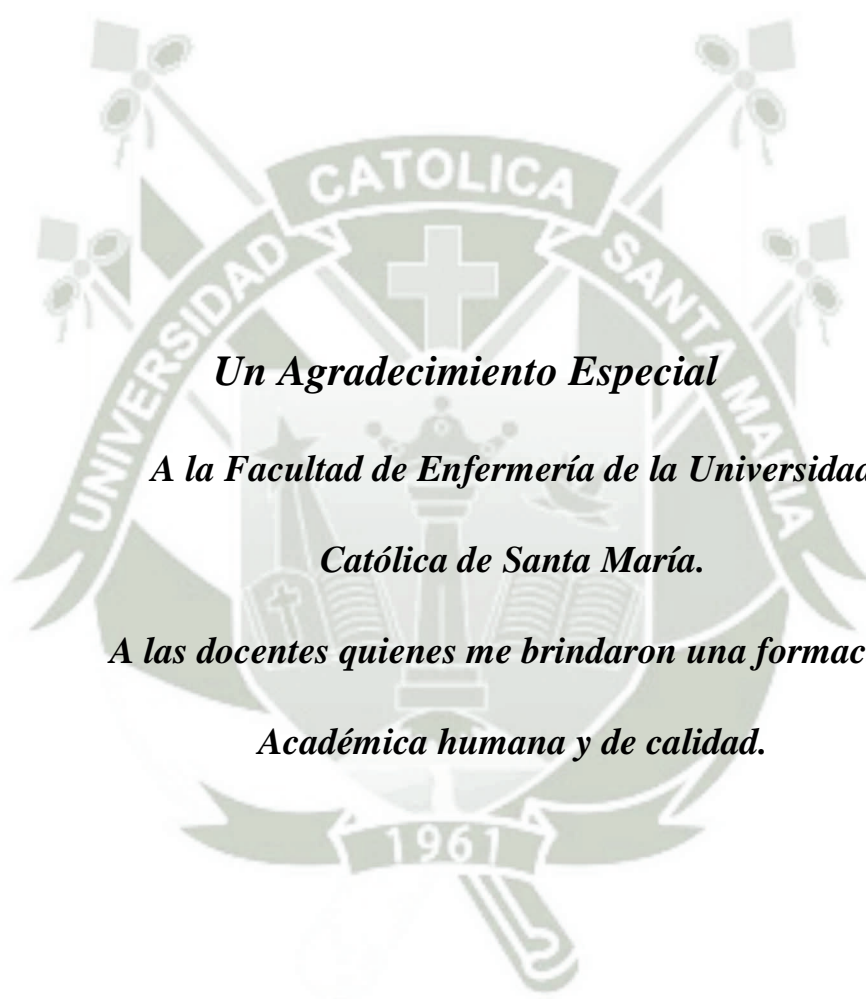 CATOLICA
UNIVERSIDAD
SANTA MARIA
Un Agradecimiento Especial
A la Facultad de Enfermería de la Universidad
Católica de Santa María.
A las docentes quienes me brindaron una formac
Académica humana y de calidad.
1961